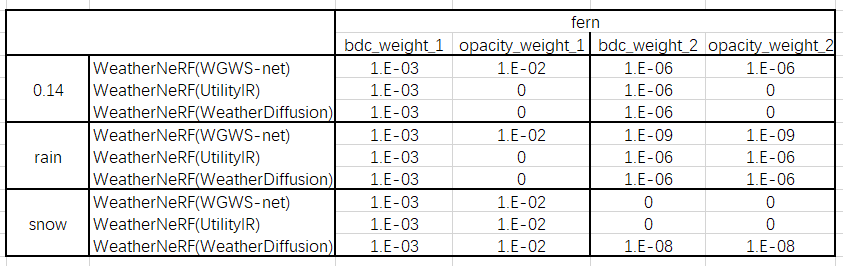 fern
bdc_weight_1 opacity_weight_1 bdc_weight_2 opacity_weight_2
0.14
WeatherNeRF(WGWS-net) 1.E-03 1.E-02 1.E-06 1.E-06
WeatherNeRF(UtilityIR) 1.E-03 0 1.E-06 0
WeatherNeRF(WeatherDiffusion) 1.E-03 0 1.E-06 0
rain
WeatherNeRF(WGWS-net) 1.E-03 1.E-02 1.E-09 1.E-09
WeatherNeRF(UtilityIR) 1.E-03 0 1.E-06 1.E-06
WeatherNeRF(WeatherDiffusion) 1.E-03 0 1.E-06 1.E-06
snow
WeatherNeRF(WGWS-net) 1.E-03 1.E-02 0 0
WeatherNeRF(UtilityIR) 1.E-03 1.E-02 0 0
WeatherNeRF(WeatherDiffusion) 1.E-03 1.E-02 1.E-08 1.E-08